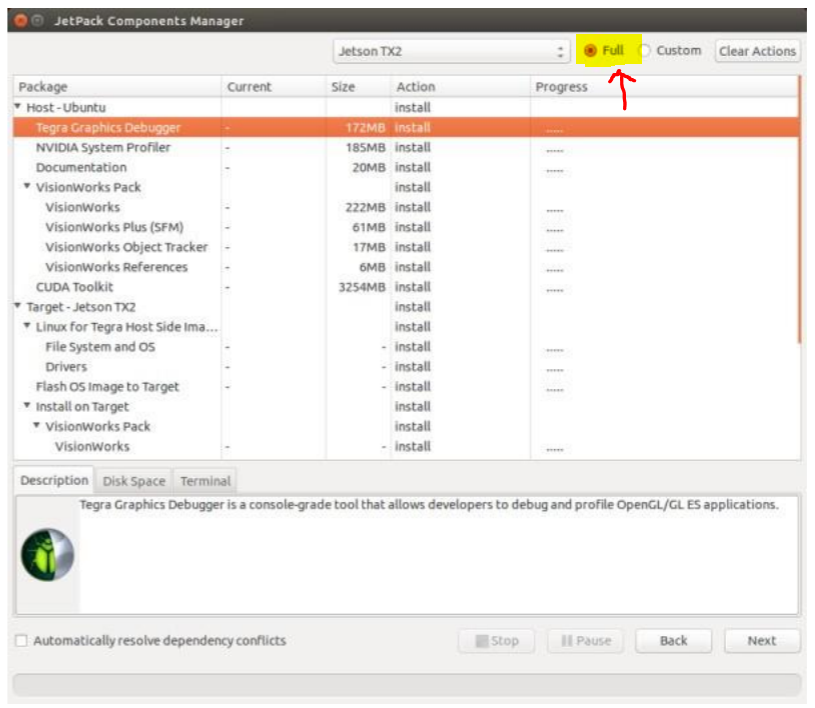 JetPack Components Manager
Jetson TX2 Full Custom Clear Actions
Package Current Size Action Progress
Host - Ubuntu install
Tegra Graphics Debugger - 172MB install .....
NVIDIA System Profiler - 185MB install .....
Documentation - 20MB install .....
VisionWorks Pack install
VisionWorks - 222MB install .....
VisionWorks Plus (SFM) - 61MB install .....
VisionWorks Object Tracker - 17MB install .....
VisionWorks References - 6MB install .....
CUDA Toolkit - 3254MB install .....
Target - Jetson TX2 install
Linux for Tegra Host Side Ima... install
File System and OS - - install .....
Drivers - - install .....
Flash OS Image to Target - - install .....
Install on Target install
VisionWorks Pack install
VisionWorks - - install .....
Description Disk Space Terminal
Tegra Graphics Debugger is a console-grade tool that allows developers to debug and profile OpenGL/GL ES applications.
Automatically resolve dependency conflicts Stop Pause Back Next